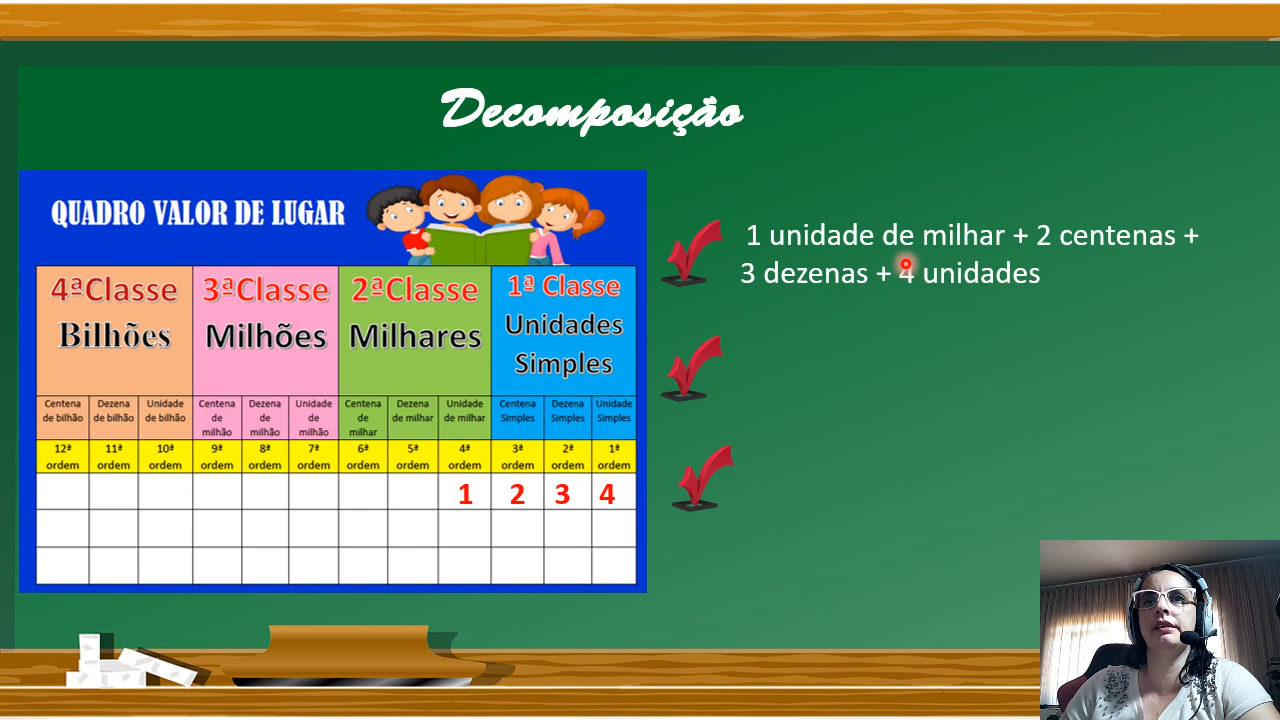 Decomposição
QUADRO VALOR DE LUGAR
1 unidade de milhar + 2 centenas +
3 dezenas + 4 unidades
4ªClasse 3ªClasse 2ªClasse 1ª Classe
Bilhões Milhões Milhares Unidades
Simples
Centena Dezena Unidade Centena Dezena Unidade Centena Dezena Unidade Centena Dezena Unidade
de bilhão de bilhão de bilhão de de de de de milhar de milhar Simples Simples Simples
milhão milhão milhão milhar
12ª 11ª 10ª 9ª 8ª 7ª 6ª 5ª 4ª 3ª 2ª 1ª
ordem ordem ordem ordem ordem ordem ordem ordem ordem ordem ordem ordem
1 2 3 4